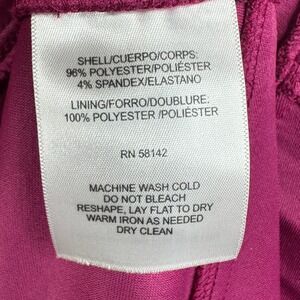 SHELL/CUERPO/CORPS:
96% POLYESTER/POLIÉSTER
4% SPANDEX/ELASTANO
LINING/FORRO/DOUBLURE:
100% POLYESTER /POLIÉSTER
RN 58142
MACHINE WASH COLD
DO NOT BLEACH
RESHAPE, LAY FLAT TO DRY
WARM IRON AS NEEDED
DRY CLEAN